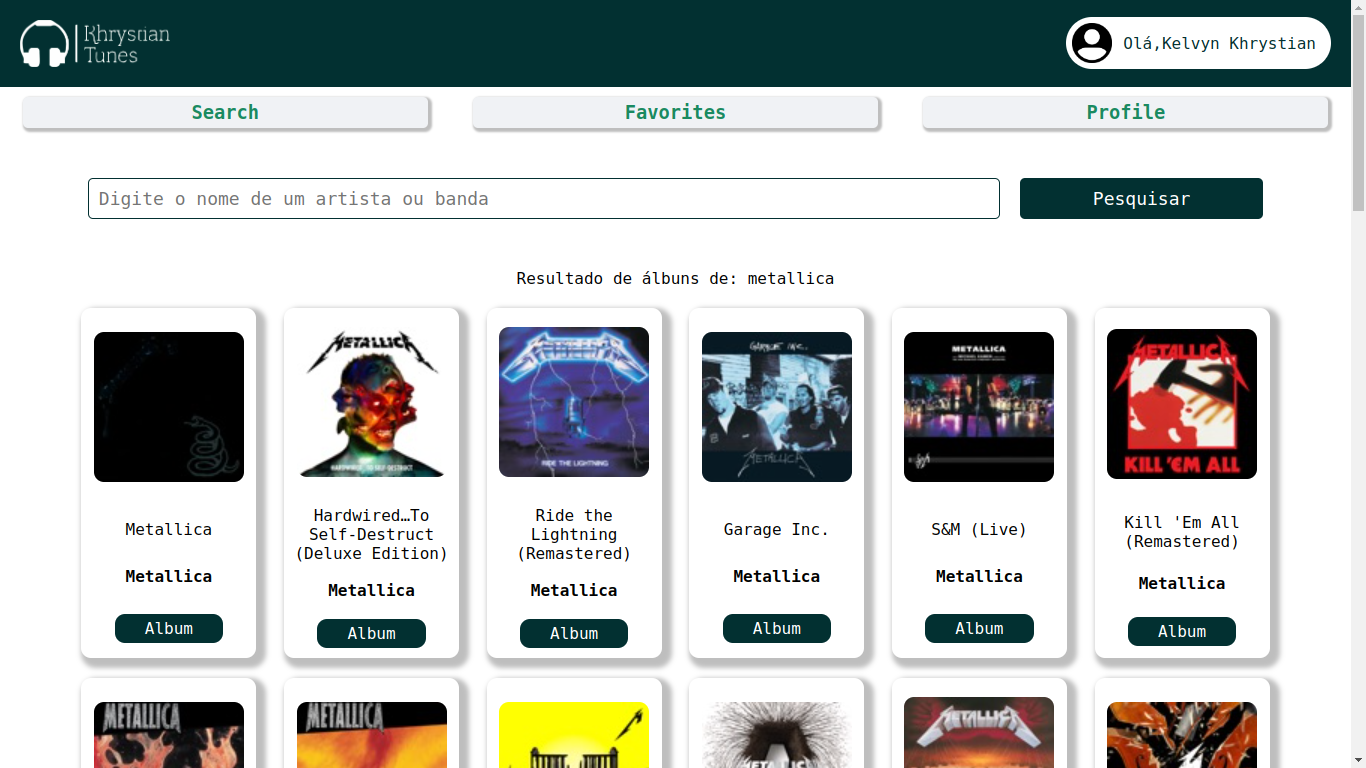 Khrystian
Tunes
Olá,Kelvyn Khrystian
Search
Favorites
Profile
Digite o nome de um artista ou banda
Pesquisar
Resultado de álbuns de: metallica
METALLICA
HARDWIRED...TO SELF-DESTRUCT
METALLICA
RIDE THE LIGHTNING
GARAGE INC.
METALLICA
METALLICA
S&M
METALLICA
KILL 'EM ALL
Metallica
Hardwired…To
Self-Destruct
(Deluxe Edition)
Ride the
Lightning
(Remastered)
Garage Inc.
S&M (Live)
Kill 'Em All
(Remastered)
Metallica
Metallica
Metallica
Metallica
Metallica
Metallica
Album
Album
Album
Album
Album
Album
METALLICA
METALLICA
METALLICA
METALLICA